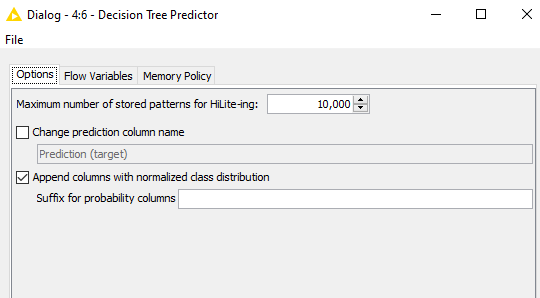 Dialog - 4:6 - Decision Tree Predictor
File
Options Flow Variables Memory Policy
Maximum number of stored patterns for HiLite-ing: 10,000
Change prediction column name
Prediction (target)
Append columns with normalized class distribution
Suffix for probability columns